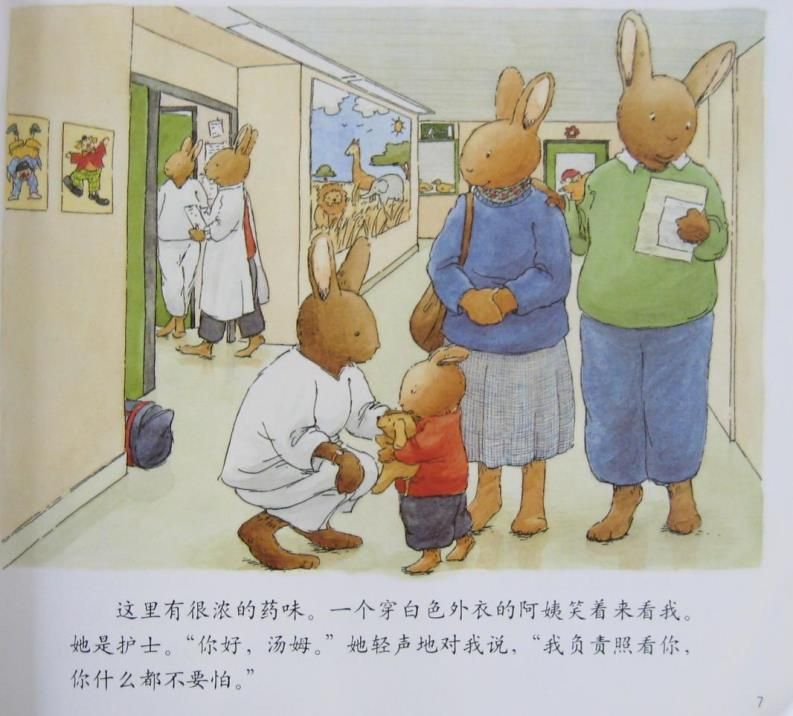 这里有很浓的药味。一个穿白色外衣的阿姨笑着来看我。
她是护士。“你好，汤姆。”她轻声地对我说，“我负责照看你，
你什么都不要怕。”
7